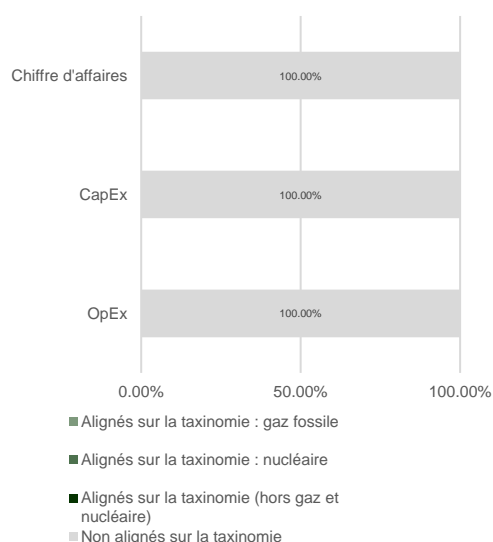 Chiffre d'affaires
100.00%
CapEx
100.00%
OpEx
100.00%
0.00% 50.00% 100.00%
Alignés sur la taxinomie : gaz fossile
Alignés sur la taxinomie : nucléaire
Alignés sur la taxinomie (hors gaz et
nucléaire)
Non alignés sur la taxinomie